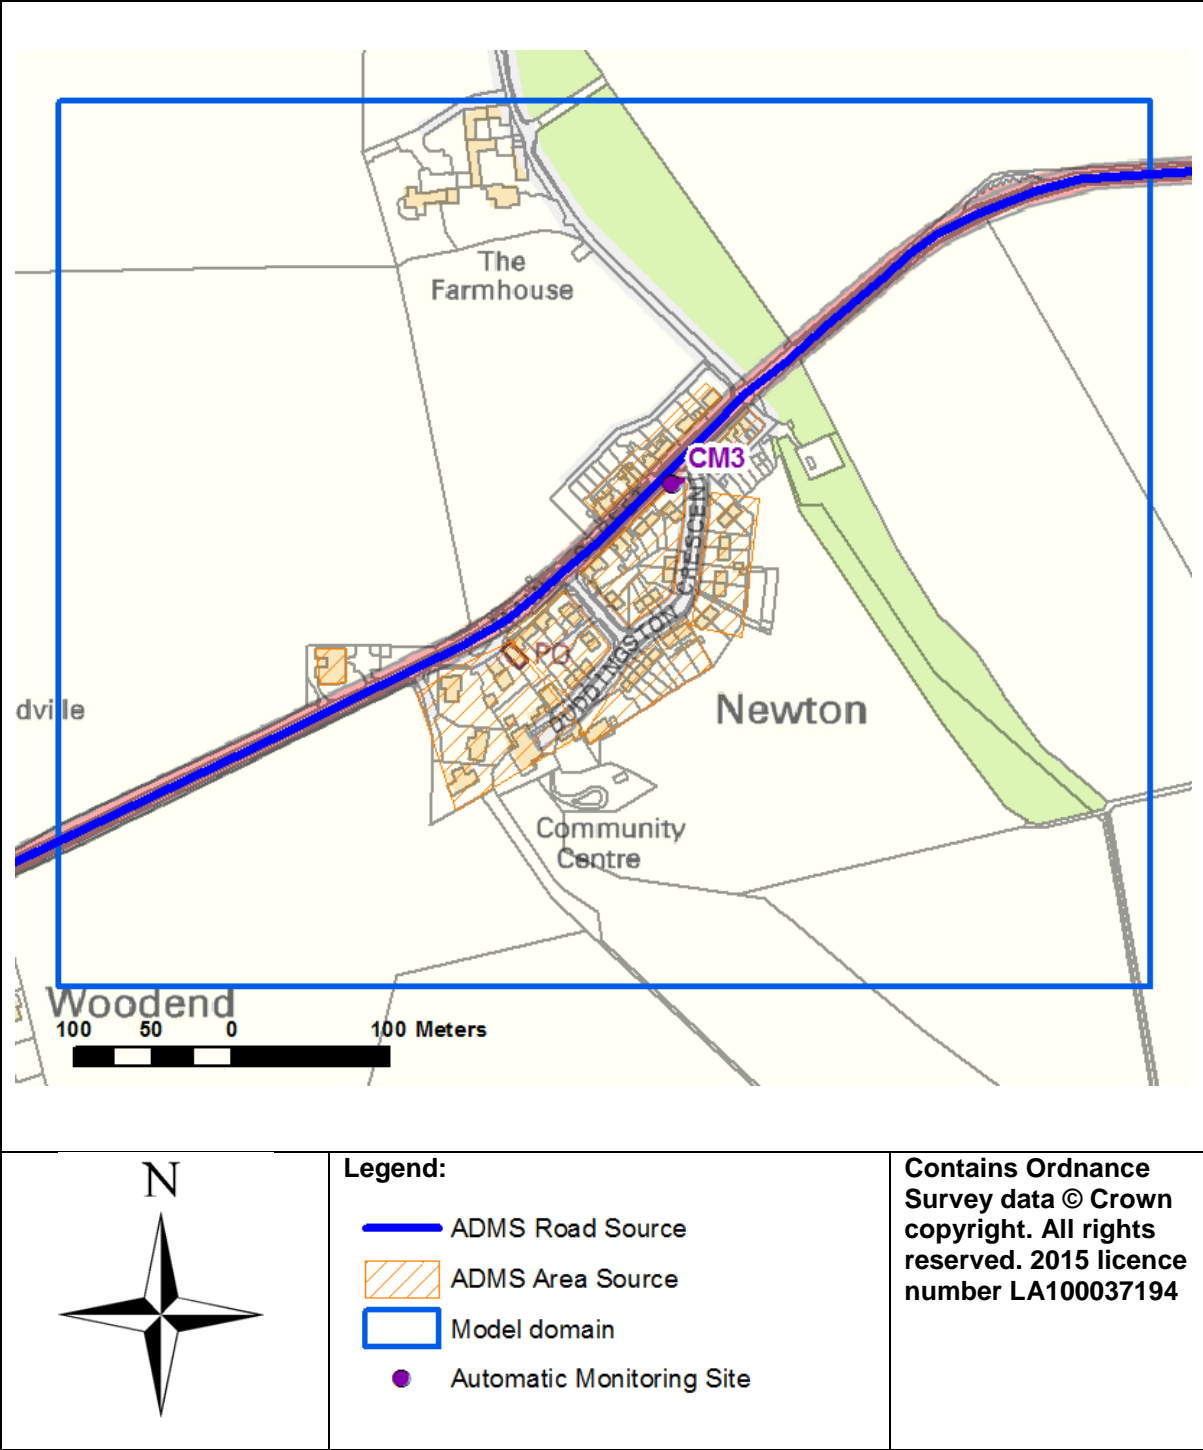 The
Farmhouse
CM3
CRESCENT
DUDDINGSTON
PO
dville
Newton
Community
Centre
Woodend
100 50 0 100 Meters
N
Legend:
ADMS Road Source
ADMS Area Source
Model domain
Automatic Monitoring Site
Contains Ordnance
Survey data © Crown
copyright. All rights
reserved. 2015 licence
number LA100037194